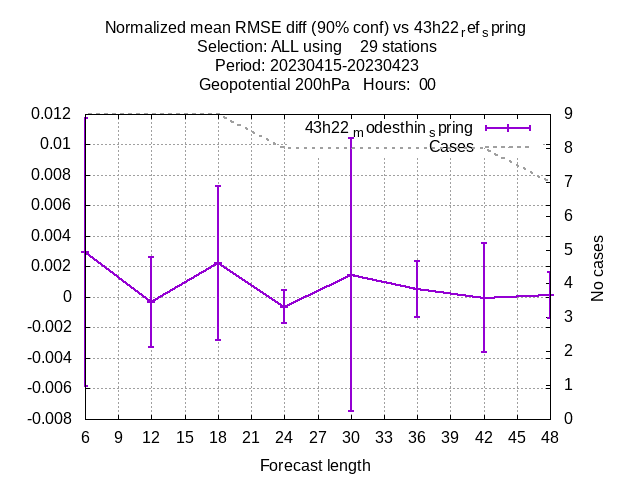 Normalized mean RMSE diff (90% conf) vs 43h22ref spring
Selection: ALL using 29 stations
Period: 20230415-20230423
Geopotential 200hPa Hours: 00
43h22modesthinspring
Cases
0.012
0.01
0.008
0.006
0.004
0.002
0
-0.002
-0.004
-0.006
-0.008
9
8
7
6
5
4
3
2
1
0
No cases
6 9 12 15 18 21 24 27 30 33 36 39 42 45 48
Forecast length